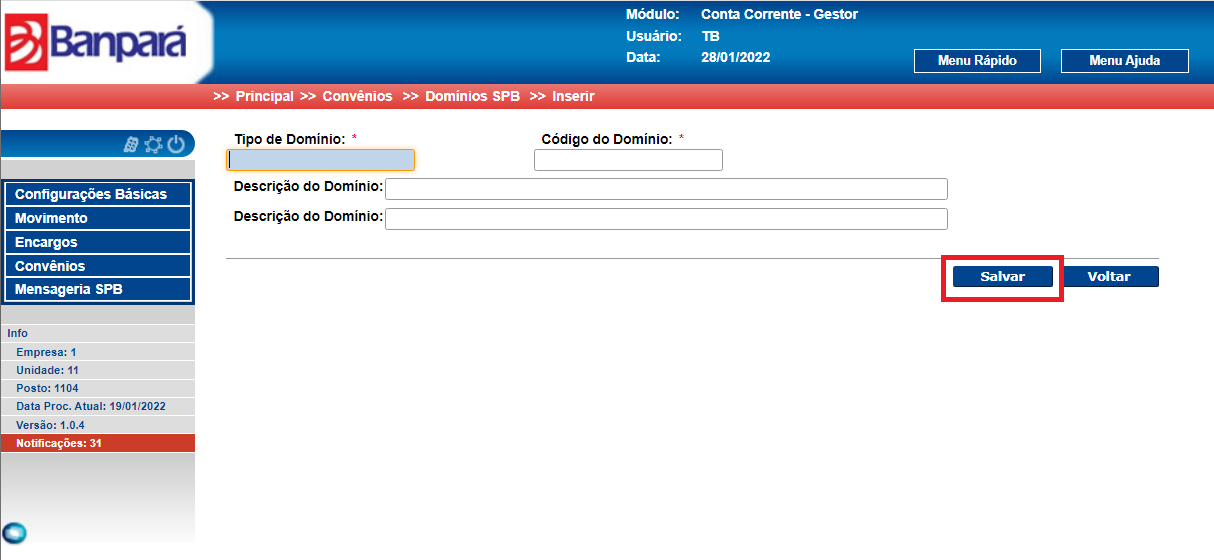 Banpará
Módulo: Conta Corrente - Gestor
Usuário: TB
Data: 28/01/2022
Menu Rápido Menu Ajuda
>> Principal >> Convênios >> Domínios SPB >> Inserir
Tipo de Domínio: * Código do Domínio: *
Descrição do Domínio:
Descrição do Domínio:
Salvar Voltar
Configurações Básicas
Movimento
Encargos
Convênios
Mensageria SPB
Info
Empresa: 1
Unidade: 11
Posto: 1104
Data Proc. Atual: 19/01/2022
Versão: 1.0.4
Notificações: 31